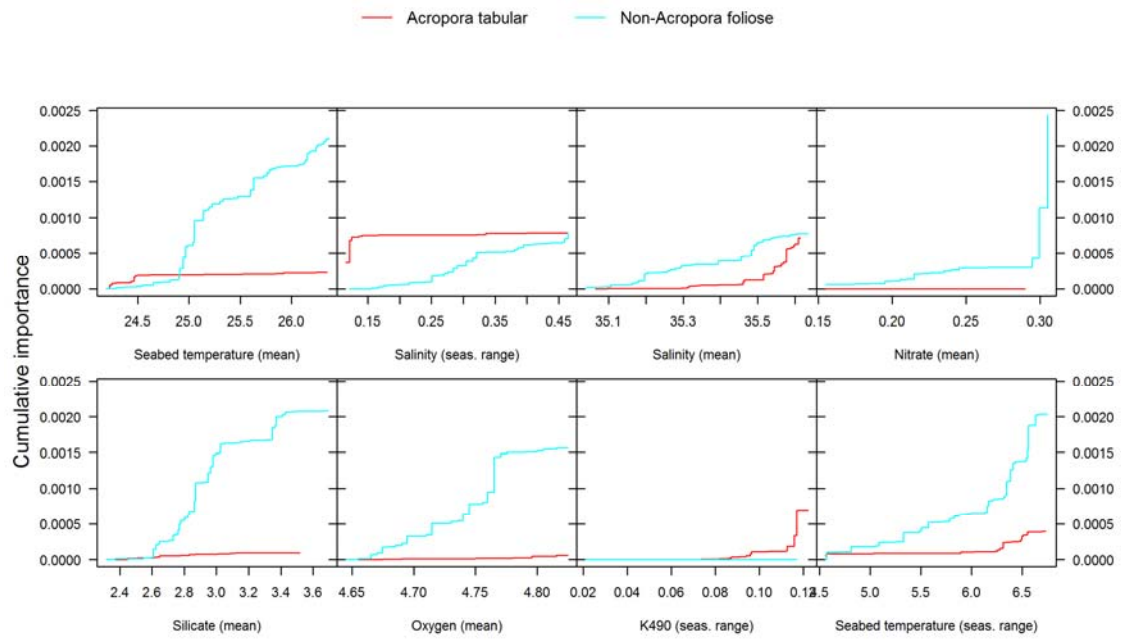 Acropora tabular Non-Acropora foliose
Cumulative importance
0.0025 0.0025
0.0020 0.0020
0.0015 0.0015
0.0010 0.0010
0.0005 0.0005
0.0000 0.0000
24.5 25.0 25.5 26.0 0.15 0.25 0.35 0.45 35.1 35.3 35.5 0.15 0.20 0.25 0.30
Seabed temperature (mean) Salinity (seas. range) Salinity (mean) Nitrate (mean)
0.0025 0.0025
0.0020 0.0020
0.0015 0.0015
0.0010 0.0010
0.0005 0.0005
0.0000 0.0000
2.4 2.6 2.8 3.0 3.2 3.4 3.6 4.65 4.70 4.75 4.80 0.02 0.04 0.06 0.08 0.10 0.12 4.5 5.0 5.5 6.0 6.5
Silicate (mean) Oxygen (mean) K490 (seas. range) Seabed temperature (seas. range)